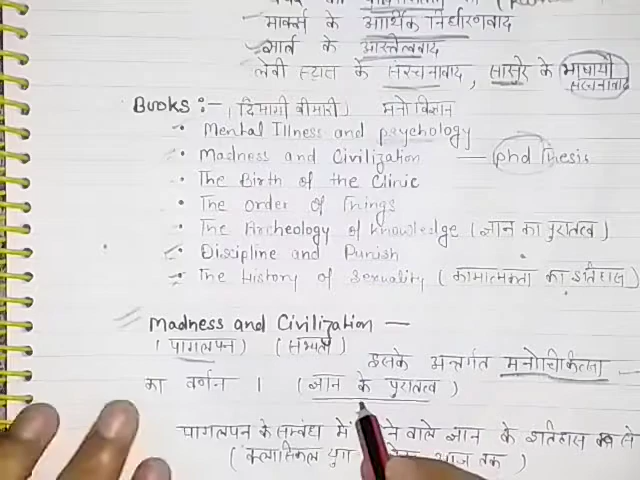 मार्क्स के आर्थिक निर्धारणवाद
सार्त्र के अस्तित्ववाद
लेवी स्ट्रास के संरचनावाद, सासुर के भाषायी संरचनावाद
Books :- (दिमागी बीमारी) मनोविज्ञान
Mental Illness and psychology
Madness and Civilization — phd thesis
The Birth of the Clinic
The Order of Things
The Archeology of Knowledge (ज्ञान का पुरातत्व)
Discipline and Punish
The History of Sexuality (कामात्मकता का इतिहास)
Madness and Civilization —
(पागलपन) (सभ्यता)
इसके अन्तर्गत मनोचिकित्सा
का वर्णन । (ज्ञान के पुरातत्व)
पागलपन के सम्बंध में वाले ज्ञान के इतिहास
(क्लासिकल युग आज तक)